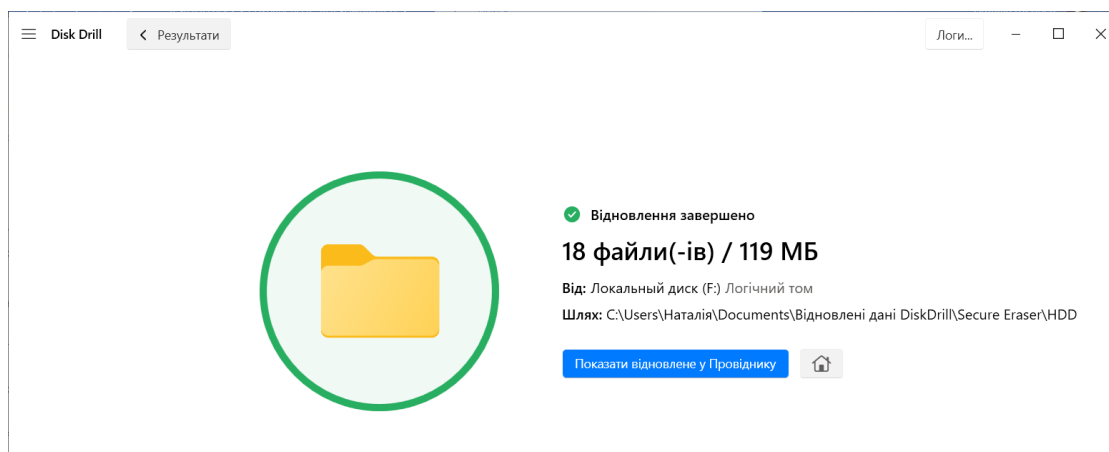 Disk Drill
Результати
Логи...
Відновлення завершено
18 файли(-ів) / 119 МБ
Від: Локальный диск (F:) Логічний том
Шлях: C:\Users\Наталія\Documents\Відновлені дані DiskDrill\Secure Eraser\HDD
Показати відновлене у Провіднику